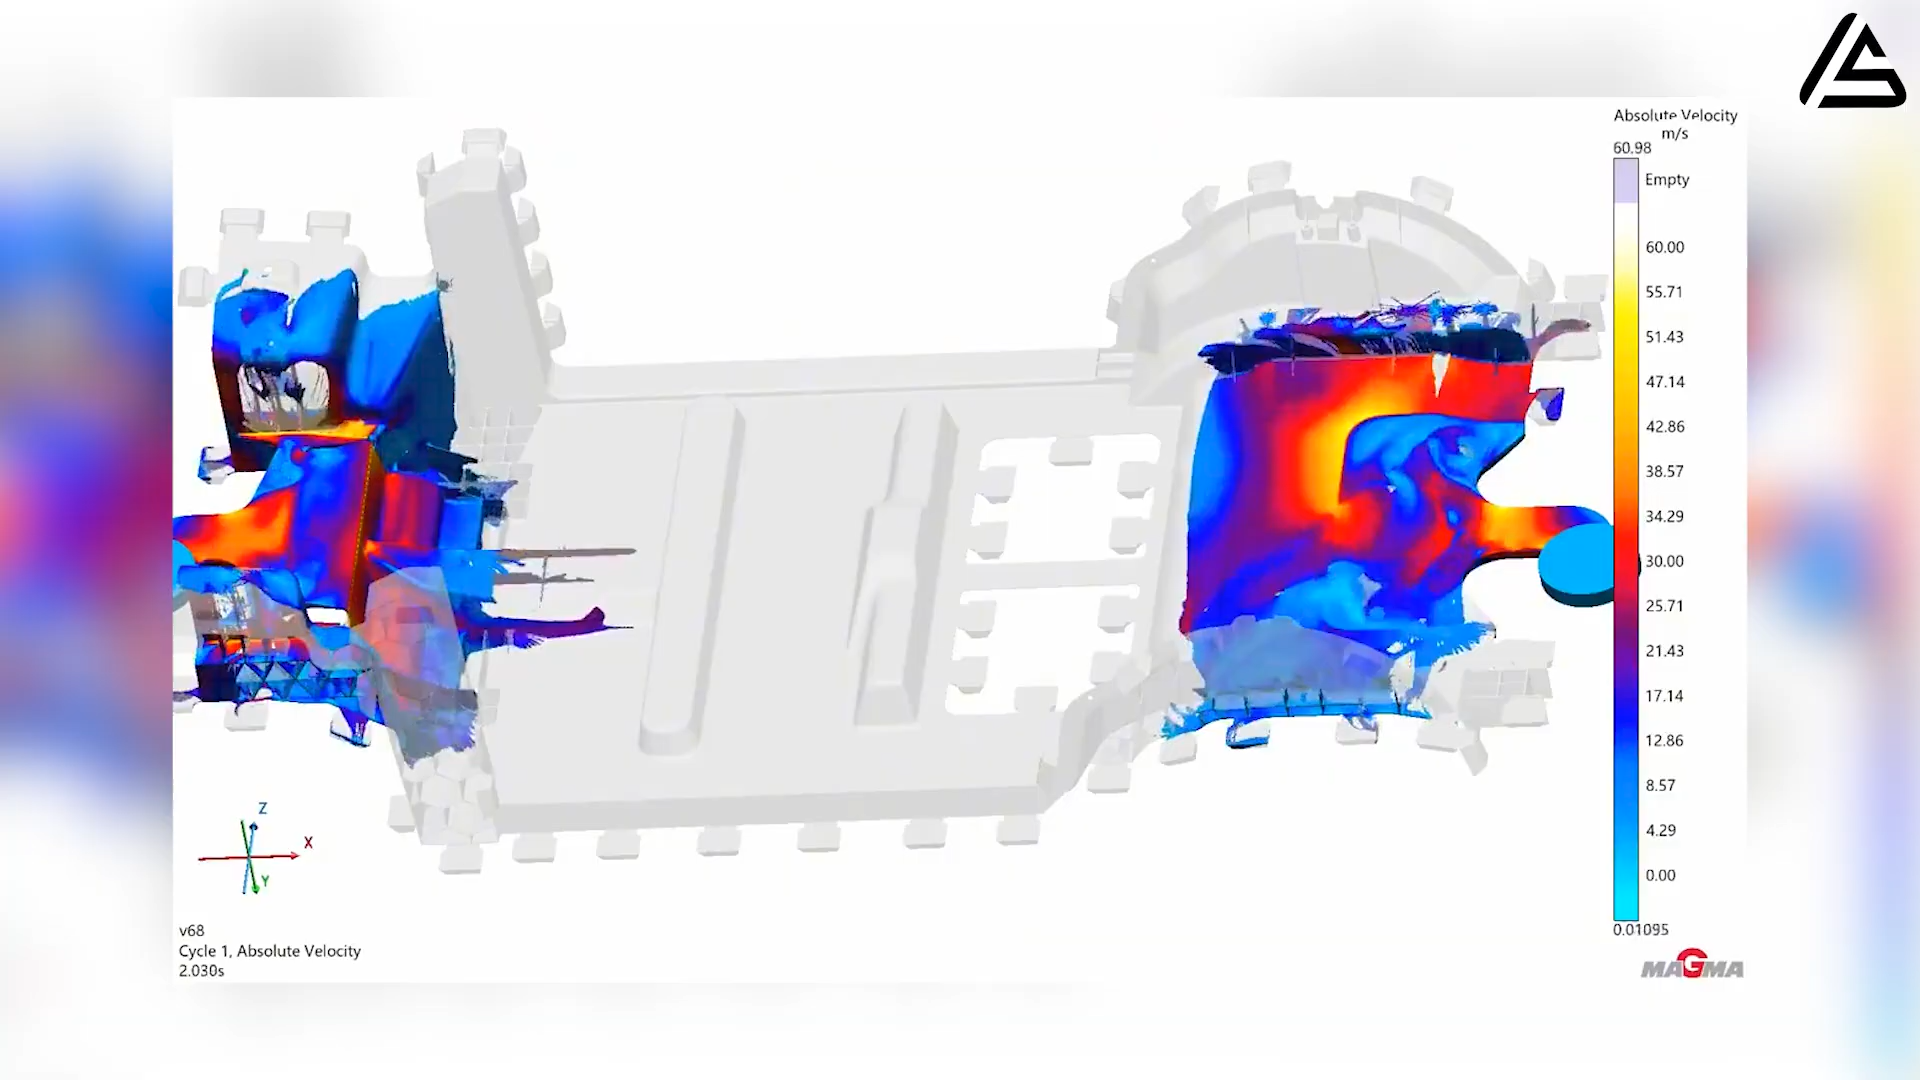 Absolute Velocity
m/s
60.98
Empty
60.00
55.71
51.43
47.14
42.86
38.57
34.29
30.00
25.71
21.43
17.14
12.86
8.57
4.29
0.00
0.01095
Z
X
Y
v68
Cycle 1, Absolute Velocity
2.030s
MAGMA